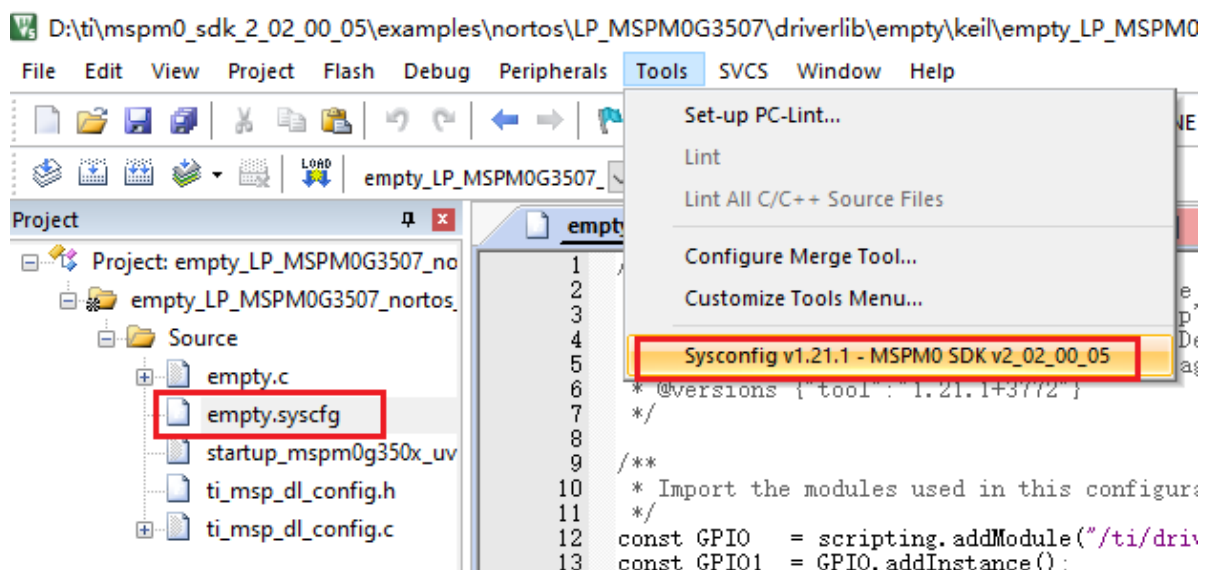 D:\ti\mspm0_sdk_2_02_00_05\examples\nortos\LP_MSPM0G3507\driverlib\empty\keil\empty_LP_MSPM0
File Edit View Project Flash Debug Peripherals Tools SVCS Window Help
Set-up PC-Lint...
Lint
Lint All C/C++ Source Files
Configure Merge Tool...
Customize Tools Menu...
Sysconfig v1.21.1 - MSPM0 SDK v2_02_00_05
LOAD
empty_LP_MSPM0G3507_
Project
Project: empty_LP_MSPM0G3507_no
empty_LP_MSPM0G3507_nortos_
Source
empty.c
empty.syscfg
startup_mspm0g350x_uv
ti_msp_dl_config.h
ti_msp_dl_config.c
empty
1 /
2
3
4
5
6 * @versions {"tool":"1.21.1+3772"}
7 */
8
9 /**
10 * Import the modules used in this configura
11 */
12 const GPIO = scripting.addModule("/ti/driv
13 const GPIO1 = GPIO.addInstance();